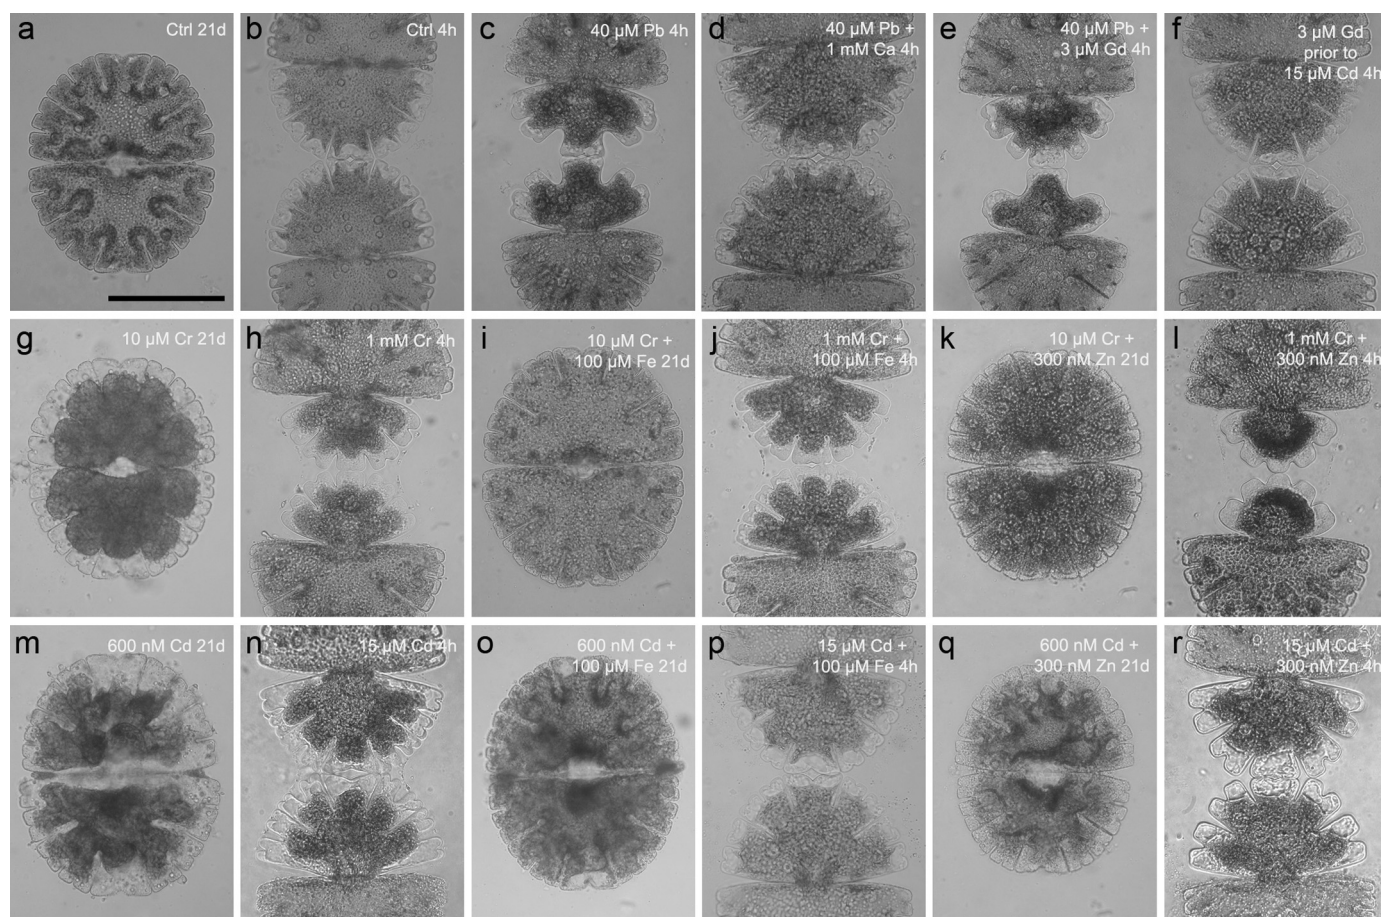 a
Ctrl 21d
b
Ctrl 4h
c
40 µM Pb 4h
d
40 µM Pb +
1 mM Ca 4h
e
40 µM Pb +
3 µM Gd 4h
f
3 µM Gd
prior to
15 µM Cd 4h
g
10 µM Cr 21d
h
1 mM Cr 4h
i
10 µM Cr +
100 µM Fe 21d
j
1 mM Cr +
100 µM Fe 4h
k
10 µM Cr +
300 nM Zn 21d
l
1 mM Cr +
300 nM Zn 4h
m
600 nM Cd 21d
n
15 µM Cd 4h
o
600 nM Cd +
100 µM Fe 21d
p
15 µM Cd +
100 µM Fe 4h
q
600 nM Cd +
300 nM Zn 21d
r
15 µM Cd +
300 nM Zn 4h